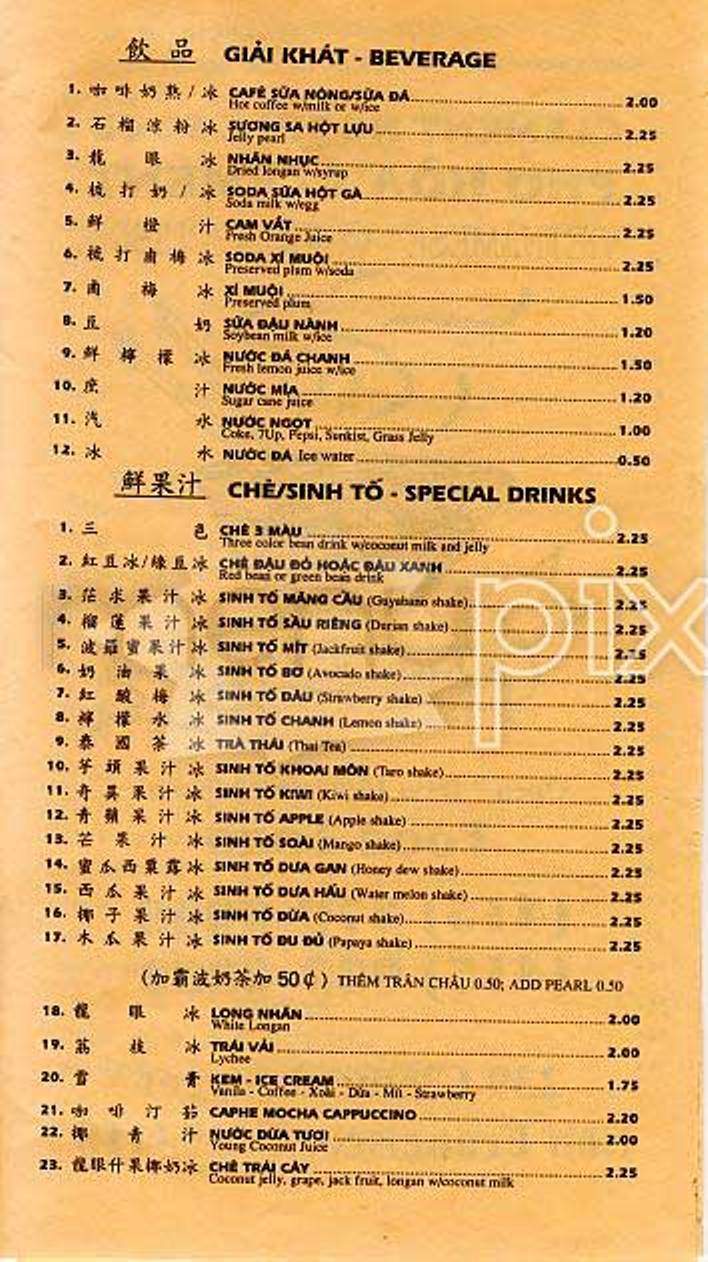 飲品 GIẢI KHÁT - BEVERAGE
1. 咖啡奶熱/冰 CAFÊ SỮA NÓNG/SỮA ĐÁ 2.00
Hot coffee w/milk or w/ice
2. 石榴涼粉冰 SƯƠNG SA HỘT LỰU 2.25
Jelly pearl
3. 龍眼冰 NHÃN NHỤC 2.25
Dried longan w/syrup
4. 梳打奶/冰 SODA SỮA HỘT GÀ 2.25
Soda milk w/egg
5. 鮮橙汁 CAM VẮT 2.25
Fresh Orange Juice
6. 梳打鹵梅冰 SODA XÍ MUỘI 2.25
Preserved plum w/soda
7. 鹵梅冰 XÍ MUỘI 1.50
Preserved plum
8. 豆奶 SỮA ĐẬU NÀNH 1.20
Soybean milk w/ice
9. 鮮檸檬冰 NƯỚC ĐÁ CHANH 1.50
Fresh lemon juice w/ice
10. 蔗汁 NƯỚC MÍA 1.20
Sugar cane juice
11. 汽水 NƯỚC NGỌT 1.00
Coke, 7Up, Pepsi, Sunkist, Grass Jelly
12. 冰水 NƯỚC ĐÁ Ice water 0.50
鮮果汁 CHÈ/SINH TỐ - SPECIAL DRINKS
1. 三色 CHÈ 3 MÀU 2.25
Three color bean drink w/coconut milk and jelly
2. 紅豆冰/綠豆冰 CHÈ ĐẬU ĐỎ HOẶC ĐẬU XANH 2.25
Red bean or green bean drink
3. 茫求果汁冰 SINH TỐ MÃNG CẦU (Guyabano shake) 2.25
4. 榴蓮果汁冰 SINH TỐ SẦU RIÊNG (Durian shake) 2.25
5. 波羅蜜果汁冰 SINH TỐ MÍT (Jackfruit shake) 2.25
6. 奶油果冰 SINH TỐ BƠ (Avocado shake) 2.25
7. 紅酸梅冰 SINH TỐ DÂU (Strawberry shake) 2.25
8. 檸檬水冰 SINH TỐ CHANH (Lemon shake) 2.25
9. 泰國茶冰 TRÀ THÁI (Thai Tea) 2.25
10. 芋頭果汁冰 SINH TỐ KHOAI MÔN (Taro shake) 2.25
11. 奇異果汁冰 SINH TỐ KIWI (Kiwi shake) 2.25
12. 青蘋果汁冰 SINH TỐ APPLE (Apple shake) 2.25
13. 芒果汁冰 SINH TỐ SOÀI (Mango shake) 2.25
14. 蜜瓜西粟露冰 SINH TỐ DƯA GAN (Honey dew shake) 2.25
15. 西瓜果汁冰 SINH TỐ DƯA HẤU (Water melon shake) 2.25
16. 椰子果汁冰 SINH TỐ DỪA (Coconut shake) 2.25
17. 木瓜果汁冰 SINH TỐ ĐU ĐỦ (Papaya shake) 2.25
(加霸波奶茶加 50¢) THÊM TRÂN CHÂU 0.50; ADD PEARL 0.50
18. 龍眼冰 LONG NHÃN 2.00
White Longan
19. 荔枝冰 TRÁI VẢI 2.00
Lychee
20. 雪膏 KEM - ICE CREAM 1.75
Vanila - Coffee - Xoài - Dừa - Mít - Strawberry
21. 咖啡 CAPHE MOCHA CAPPUCCINO 2.20
22. 椰青汁 NƯỚC DỪA TƯƠI 2.00
Young Coconut Juice
23. 龍眼什果椰奶冰 CHÈ TRÁI CÂY 2.25
Coconut jelly, grape, jack fruit, longan w/coconut milk
pix